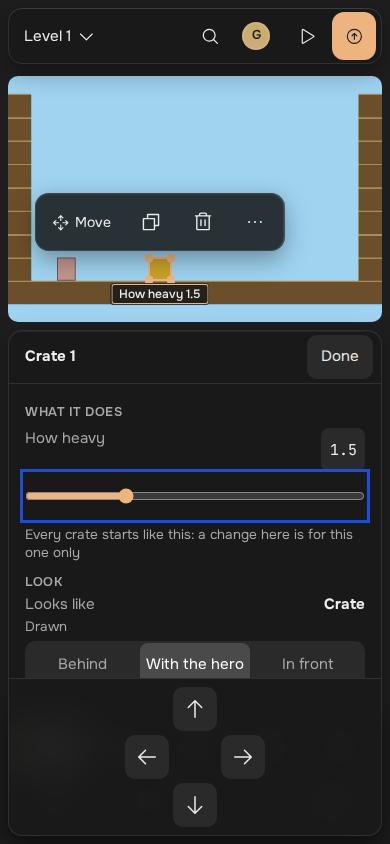 Level 1
G
Move
How heavy 1.5
Crate 1
Done
WHAT IT DOES
How heavy
1.5
Every crate starts like this: a change here is for this
one only
LOOK
Looks like
Crate
Drawn
Behind
With the hero
In front